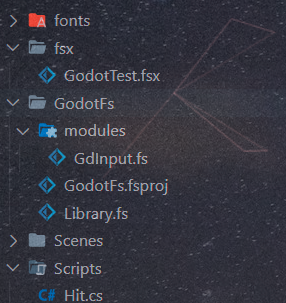 fonts
fsx
GodotTest.fsx
GodotFs
modules
GdInput.fs
GodotFs.fsproj
Library.fs
Scenes
Scripts
C# Hit.cs